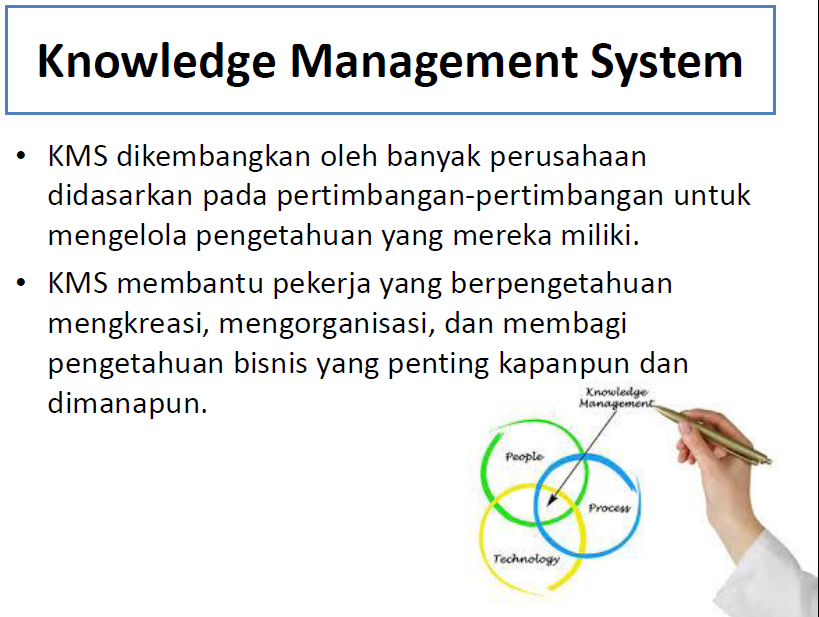 Knowledge Management System
• KMS dikembangkan oleh banyak perusahaan
didasarkan pada pertimbangan-pertimbangan untuk
mengelola pengetahuan yang mereka miliki.
• KMS membantu pekerja yang berpengetahuan
mengkreasi, mengorganisasi, dan membagi
pengetahuan bisnis yang penting kapanpun dan
dimanapun.
Knowledge
Management
People
Process
Technology